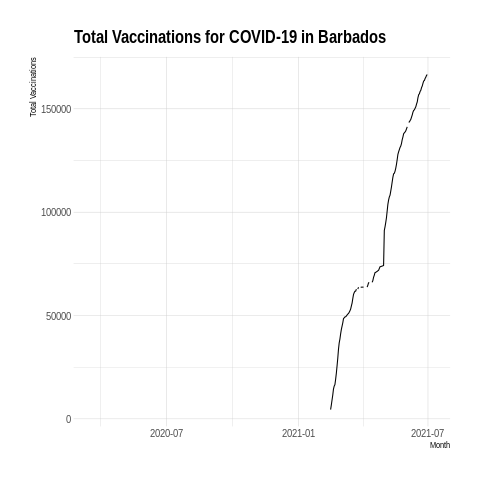 Total Vaccinations for COVID-19 in Barbados
Total Vaccinations
150000
100000
50000
0
2020-07 2021-01 2021-07
Month